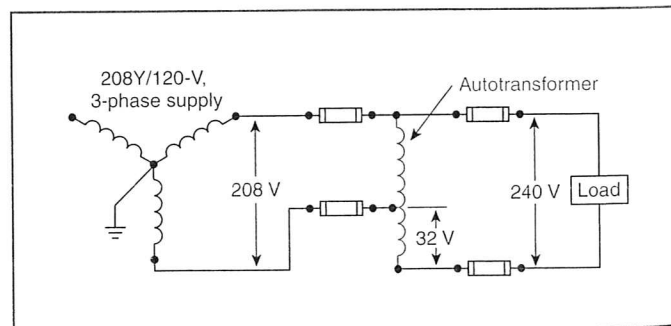 208Y/120-V,
3-phase supply
Autotransformer
208 V
32 V
240 V
Load